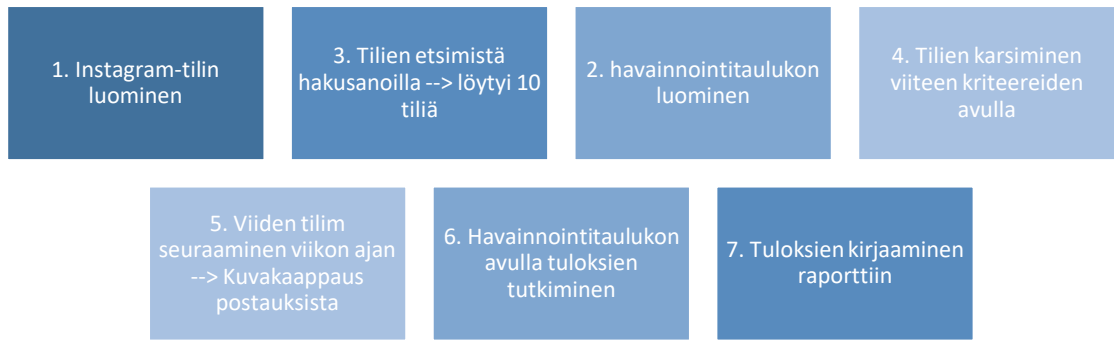 1. Instagram-tilin
luominen
3. Tilien etsimistä
hakusanoilla --> löytyi 10
tiliä
2. havainnointitaulukon
luominen
4. Tilien karsiminen
viiteen kriteereiden
avulla
5. Viiden tilim
seuraaminen viikon ajan
--> Kuvakaappaus
postauksista
6. Havainnointitaulukon
avulla tuloksien
tutkiminen
7. Tuloksien kirjaaminen
raporttiin